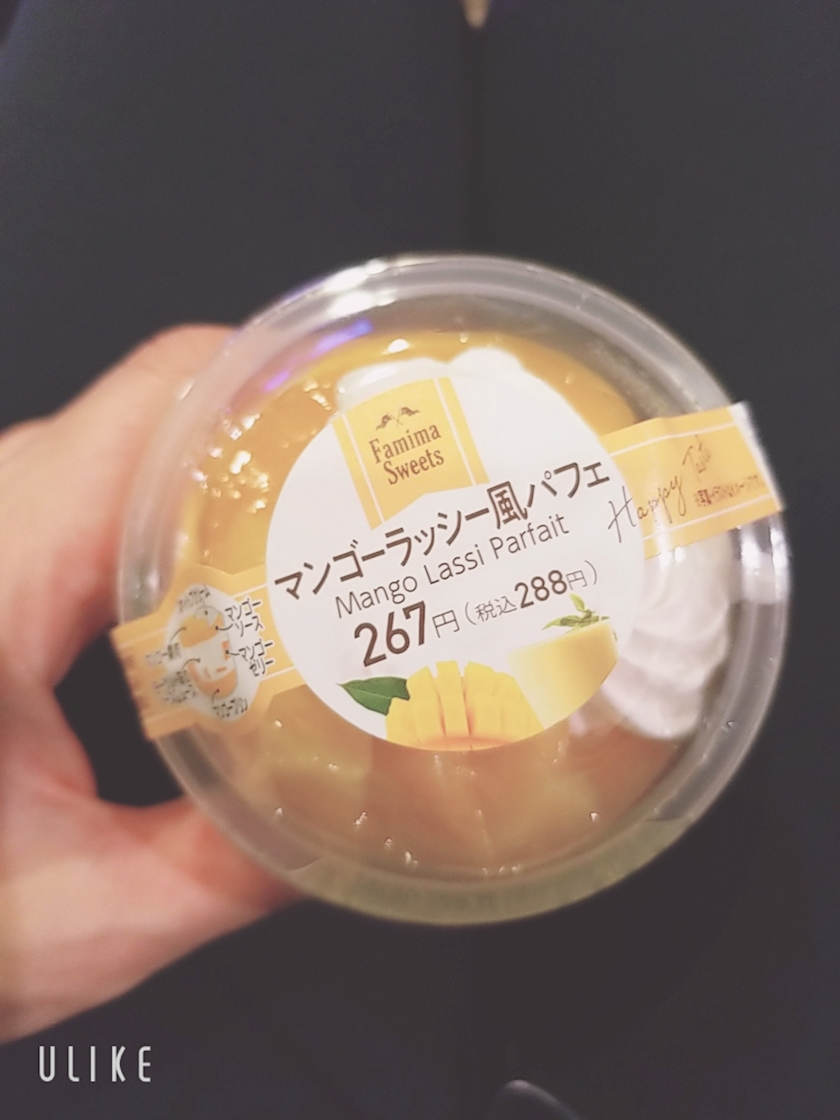 Famima
Sweets
マンゴーラッシー風パフェ
Mango Lassi Parfait
267円(税込288円)
Happy
マンゴー
ソース
マンゴー
ゼリー
ULIKE